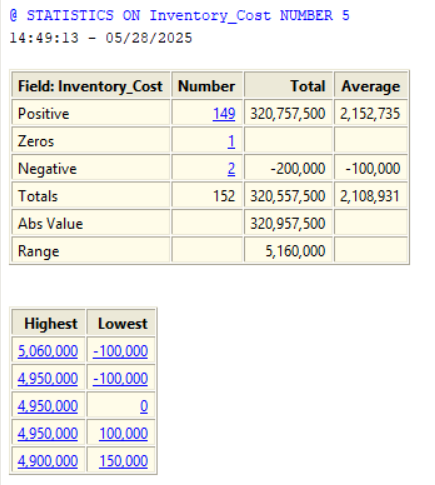 @ STATISTICS ON Inventory_Cost NUMBER 5
14:49:13 - 05/28/2025
Field: Inventory_Cost Number Total Average
Positive 149 320,757,500 2,152,735
Zeros 1
Negative 2 -200,000 -100,000
Totals 152 320,557,500 2,108,931
Abs Value 320,957,500
Range 5,160,000
Highest Lowest
5,060,000 -100,000
4,950,000 -100,000
4,950,000 0
4,950,000 100,000
4,900,000 150,000